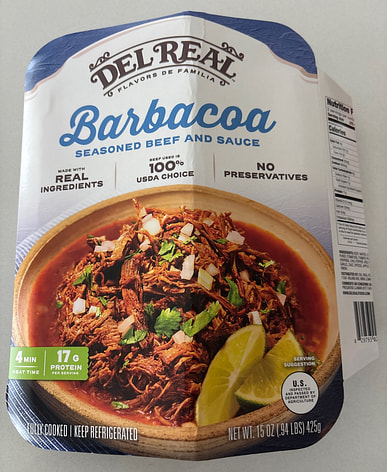 DEL REAL
FLAVORS DE FAMILIA
Barbacoa
SEASONED BEEF AND SAUCE
MADE WITH
REAL
INGREDIENTS
BEEF USED IS
100%
USDA CHOICE
NO
PRESERVATIVES
4 MIN
HEAT TIME
17 G
PROTEIN
PER SERVING
SERVING
SUGGESTION
U.S.
INSPECTED
AND PASSED BY
DEPARTMENT OF
AGRICULTURE
FULLY COOKED | KEEP REFRIGERATED
NET WT. 15 OZ (.94 LBS) 425g
Nutrition F
Calories